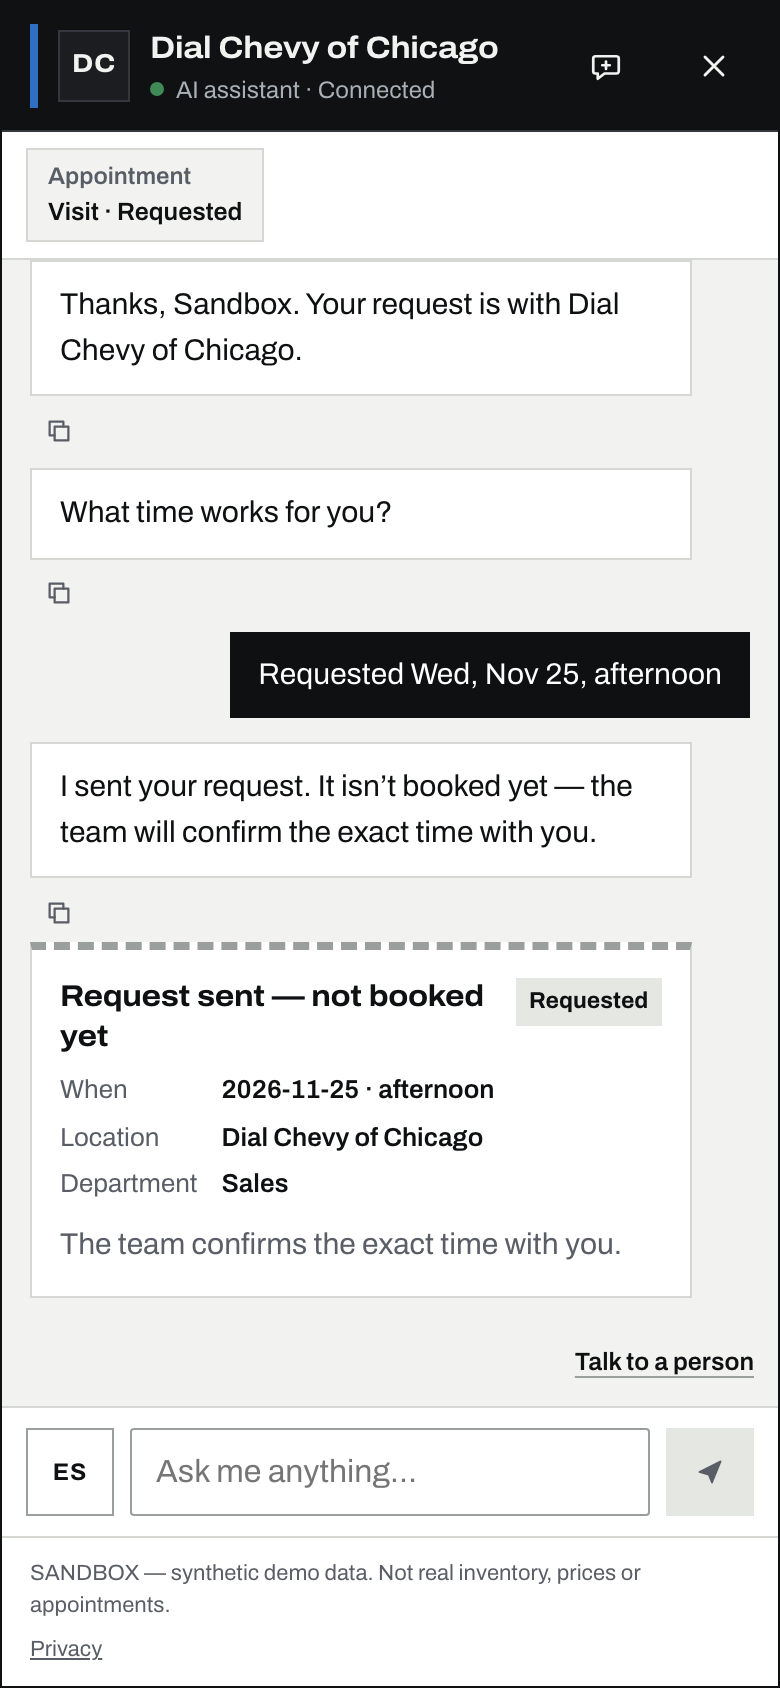 DC
Dial Chevy of Chicago
AI assistant · Connected
Appointment
Visit · Requested
Thanks, Sandbox. Your request is with Dial
Chevy of Chicago.
What time works for you?
Requested Wed, Nov 25, afternoon
I sent your request. It isn’t booked yet — the
team will confirm the exact time with you.
Request sent — not booked
yet
Requested
When 2026-11-25 · afternoon
Location Dial Chevy of Chicago
Department Sales
The team confirms the exact time with you.
Talk to a person
ES
Ask me anything...
SANDBOX — synthetic demo data. Not real inventory, prices or
appointments.
Privacy